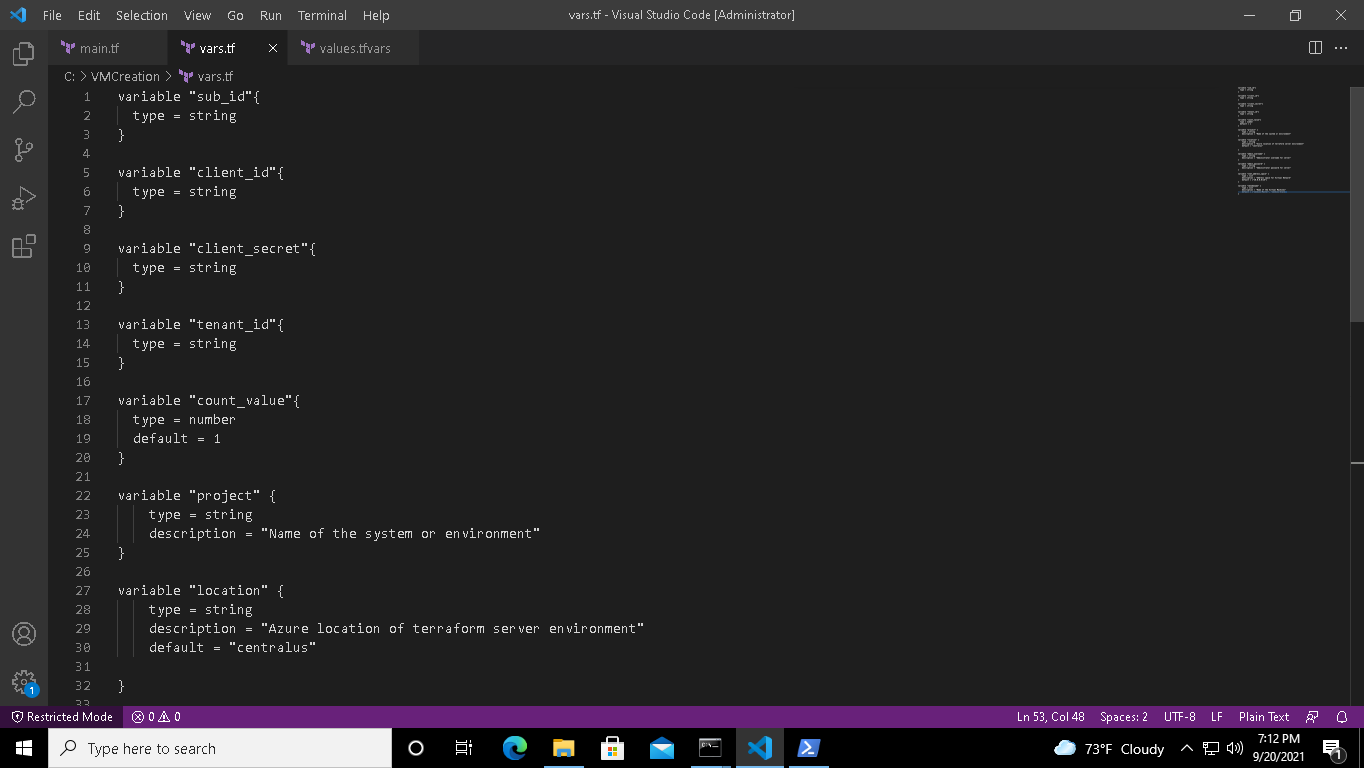 File Edit Selection View Go Run Terminal Help vars.tf - Visual Studio Code [Administrator]
main.tf vars.tf values.tfvars
C: > VMCreation > vars.tf
1 variable "sub_id"{
2 type = string
3 }
4
5 variable "client_id"{
6 type = string
7 }
8
9 variable "client_secret"{
10 type = string
11 }
12
13 variable "tenant_id"{
14 type = string
15 }
16
17 variable "count_value"{
18 type = number
19 default = 1
20 }
21
22 variable "project" {
23 type = string
24 description = "Name of the system or environment"
25 }
26
27 variable "location" {
28 type = string
29 description = "Azure location of terraform server environment"
30 default = "centralus"
31
32 }
33
1
Restricted Mode 0 0 Ln 53, Col 48 Spaces: 2 UTF-8 LF Plain Text
Type here to search 73°F Cloudy 7:12 PM 1
9/20/2021